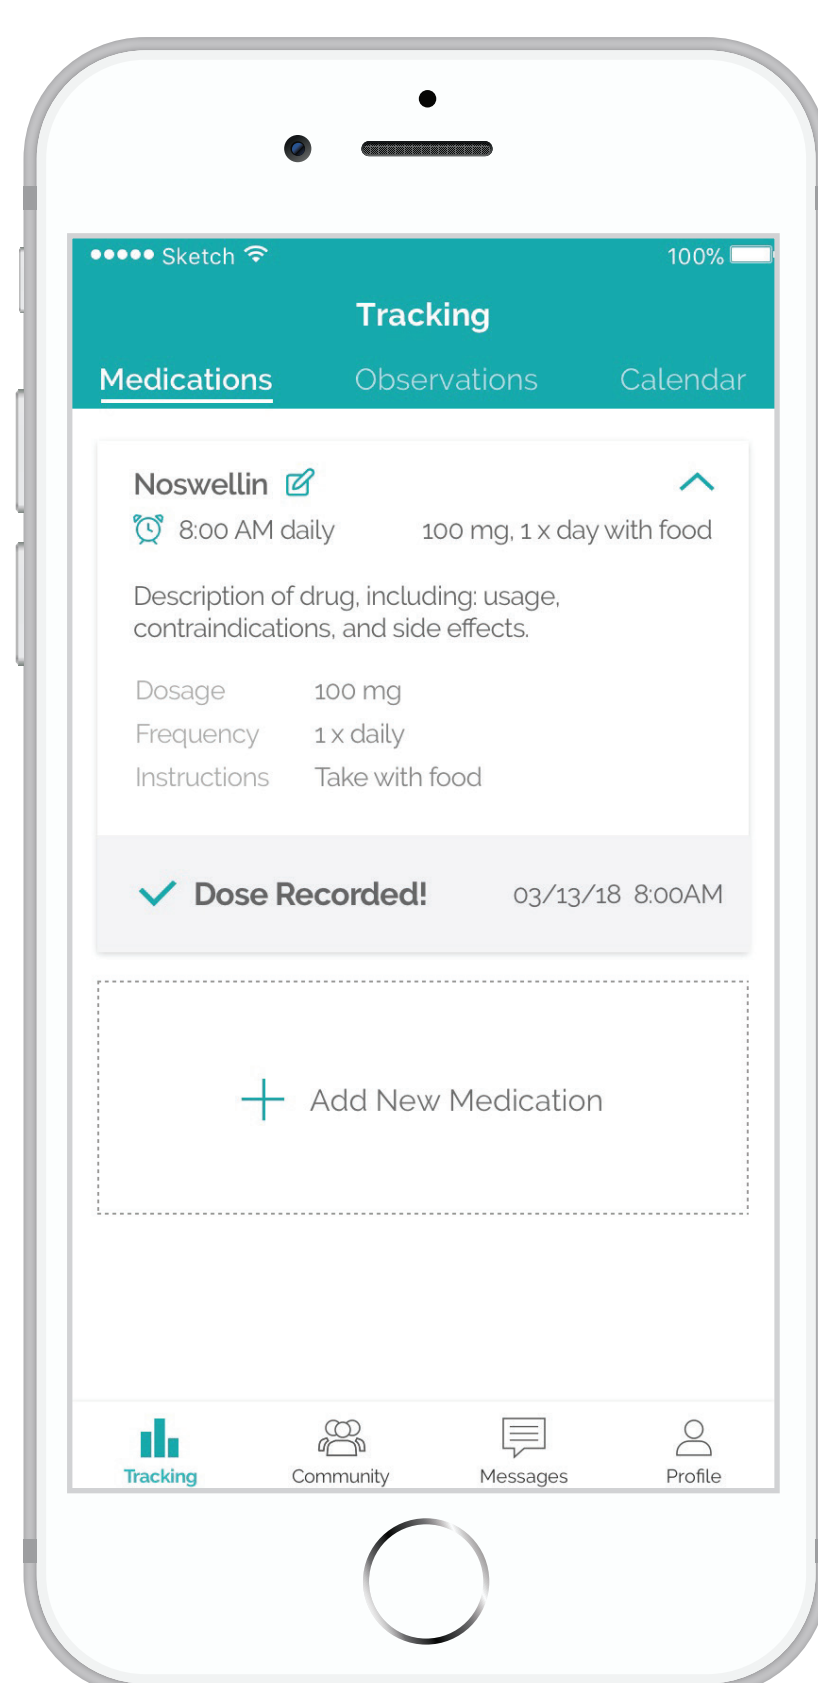 Sketch 100%
Tracking
Medications Observations Calendar
Noswellin
8:00 AM daily 100 mg, 1 x day with food
Description of drug, including: usage,
contraindications, and side effects.
Dosage 100 mg
Frequency 1 x daily
Instructions Take with food
Dose Recorded! 03/13/18 8:00AM
Add New Medication
Tracking Community Messages Profile